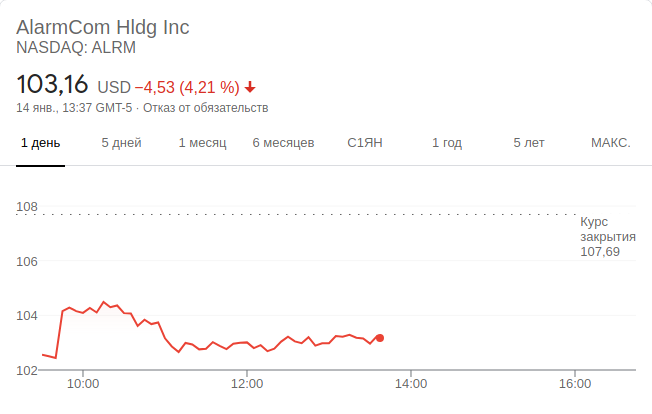 AlarmCom Hldg Inc
NASDAQ: ALRM
103,16 USD −4,53 (4,21 %)
14 янв., 13:37 GMT-5 · Отказ от обязательств
1 день 5 дней 1 месяц 6 месяцев С1ЯН 1 год 5 лет МАКС.
108
Курс
закрытия
107,69
106
104
102
10:00 12:00 14:00 16:00